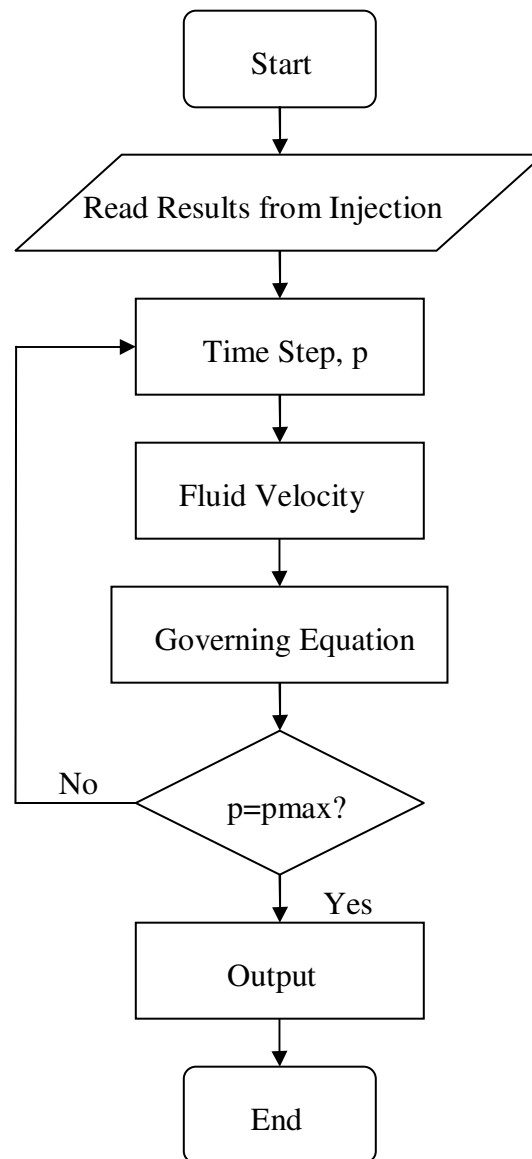 Start
Read Results from Injection
Time Step, p
Fluid Velocity
Governing Equation
No
p=pmax?
Yes
Output
End